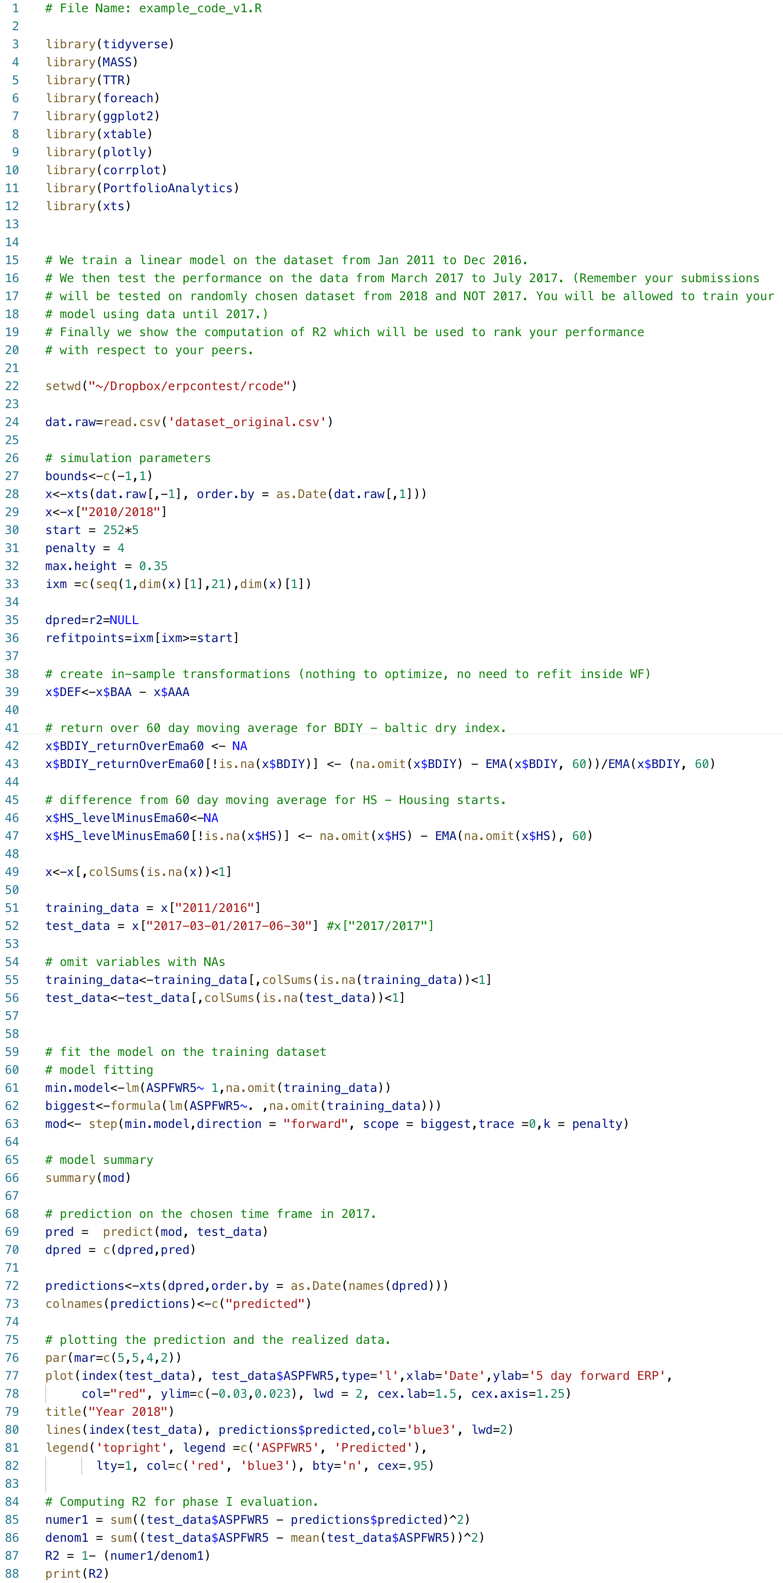 1 # File Name: example_code_v1.R
2
3 library(tidyverse)
4 library(MASS)
5 library(TTR)
6 library(foreach)
7 library(ggplot2)
8 library(xtable)
9 library(plotly)
10 library(corrplot)
11 library(PortfolioAnalytics)
12 library(xts)
13
14
15 # We train a linear model on the dataset from Jan 2011 to Dec 2016.
16 # We then test the performance on the data from March 2017 to July 2017. (Remember your submissions
17 # will be tested on randomly chosen dataset from 2018 and NOT 2017. You will be allowed to train your
18 # model using data until 2017.)
19 # Finally we show the computation of R2 which will be used to rank your performance
20 # with respect to your peers.
21
22 setwd("~/Dropbox/erpcontest/rcode")
23
24 dat.raw=read.csv('dataset_original.csv')
25
26 # simulation parameters
27 bounds<-c(-1,1)
28 x<-xts(dat.raw[,-1], order.by = as.Date(dat.raw[,1]))
29 x<-x["2010/2018"]
30 start = 252*5
31 penalty = 4
32 max.height = 0.35
33 ixm =c(seq(1,dim(x)[1],21),dim(x)[1])
34
35 dpred=r2=NULL
36 refitpoints=ixm[ixm>=start]
37
38 # create in-sample transformations (nothing to optimize, no need to refit inside WF)
39 x$DEF<-x$BAA - x$AAA
40
41 # return over 60 day moving average for BDIY - baltic dry index.
42 x$BDIY_returnOverEma60 <- NA
43 x$BDIY_returnOverEma60[!is.na(x$BDIY)] <- (na.omit(x$BDIY) - EMA(x$BDIY, 60))/EMA(x$BDIY, 60)
44
45 # difference from 60 day moving average for HS - Housing starts.
46 x$HS_levelMinusEma60<-NA
47 x$HS_levelMinusEma60[!is.na(x$HS)] <- na.omit(x$HS) - EMA(na.omit(x$HS), 60)
48
49 x<-x[,colSums(is.na(x))<1]
50
51 training_data = x["2011/2016"]
52 test_data = x["2017-03-01/2017-06-30"] #x["2017/2017"]
53
54 # omit variables with NAs
55 training_data<-training_data[,colSums(is.na(training_data))<1]
56 test_data<-test_data[,colSums(is.na(test_data))<1]
57
58
59 # fit the model on the training dataset
60 # model fitting
61 min.model<-lm(ASPFWR5~ 1,na.omit(training_data))
62 biggest<-formula(lm(ASPFWR5~. ,na.omit(training_data)))
63 mod<- step(min.model,direction = "forward", scope = biggest,trace =0,k = penalty)
64
65 # model summary
66 summary(mod)
67
68 # prediction on the chosen time frame in 2017.
69 pred =  predict(mod, test_data)
70 dpred = c(dpred,pred)
71
72 predictions<-xts(dpred,order.by = as.Date(names(dpred)))
73 colnames(predictions)<-c("predicted")
74
75 # plotting the prediction and the realized data.
76 par(mar=c(5,5,4,2))
77 plot(index(test_data), test_data$ASPFWR5,type='l',xlab='Date',ylab='5 day forward ERP',
78 col="red", ylim=c(-0.03,0.023), lwd = 2, cex.lab=1.5, cex.axis=1.25)
79 title("Year 2018")
80 lines(index(test_data), predictions$predicted,col='blue3', lwd=2)
81 legend('topright', legend =c('ASPFWR5', 'Predicted'),
82 lty=1, col=c('red', 'blue3'), bty='n', cex=.95)
83
84 # Computing R2 for phase I evaluation.
85 numer1 = sum((test_data$ASPFWR5 - predictions$predicted)^2)
86 denom1 = sum((test_data$ASPFWR5 - mean(test_data$ASPFWR5))^2)
87 R2 = 1- (numer1/denom1)
88 print(R2)